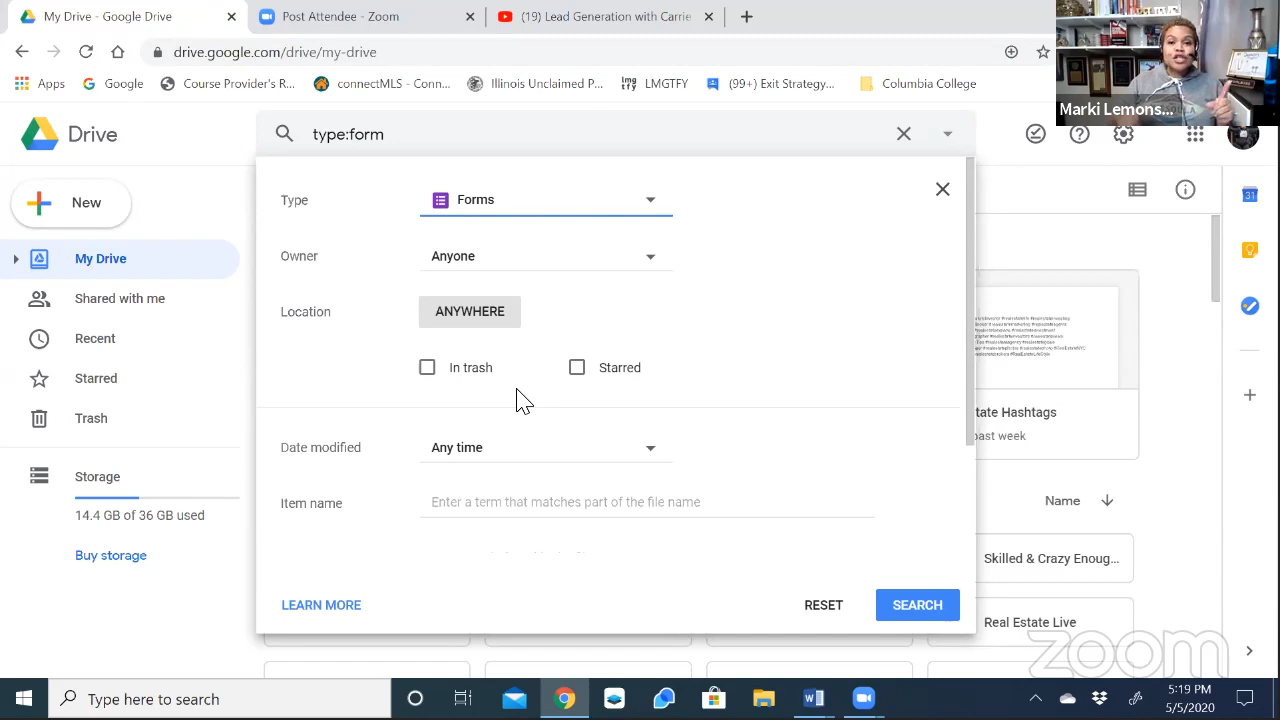 My Drive - Google Drive
Post Attendee - Zoom
(19) Lead Generation with Carrie
drive.google.com/drive/my-drive
Apps
Google
Course Provider's R...
connectMLS - Conn...
Illinois
P...
img
LMGTFY
(99+) Exit Strategy...
Columbia College
Marki Lemons...
Drive
type:form
New
Type
Forms
31
My Drive
Owner
Anyone
Shared with me
Location
ANYWHERE
Recent
In trash
Starred
Starred
tate Hashtags
Trash
past week
Date modified
Any time
Storage
Item name
Enter a term that matches part of the file name
Name
14.4 GB of 36 GB used
Buy storage
Skilled & Crazy Enoug...
LEARN MORE
RESET
SEARCH
Real Estate Live
zoom
Type here to search
5:19 PM
5/5/2020